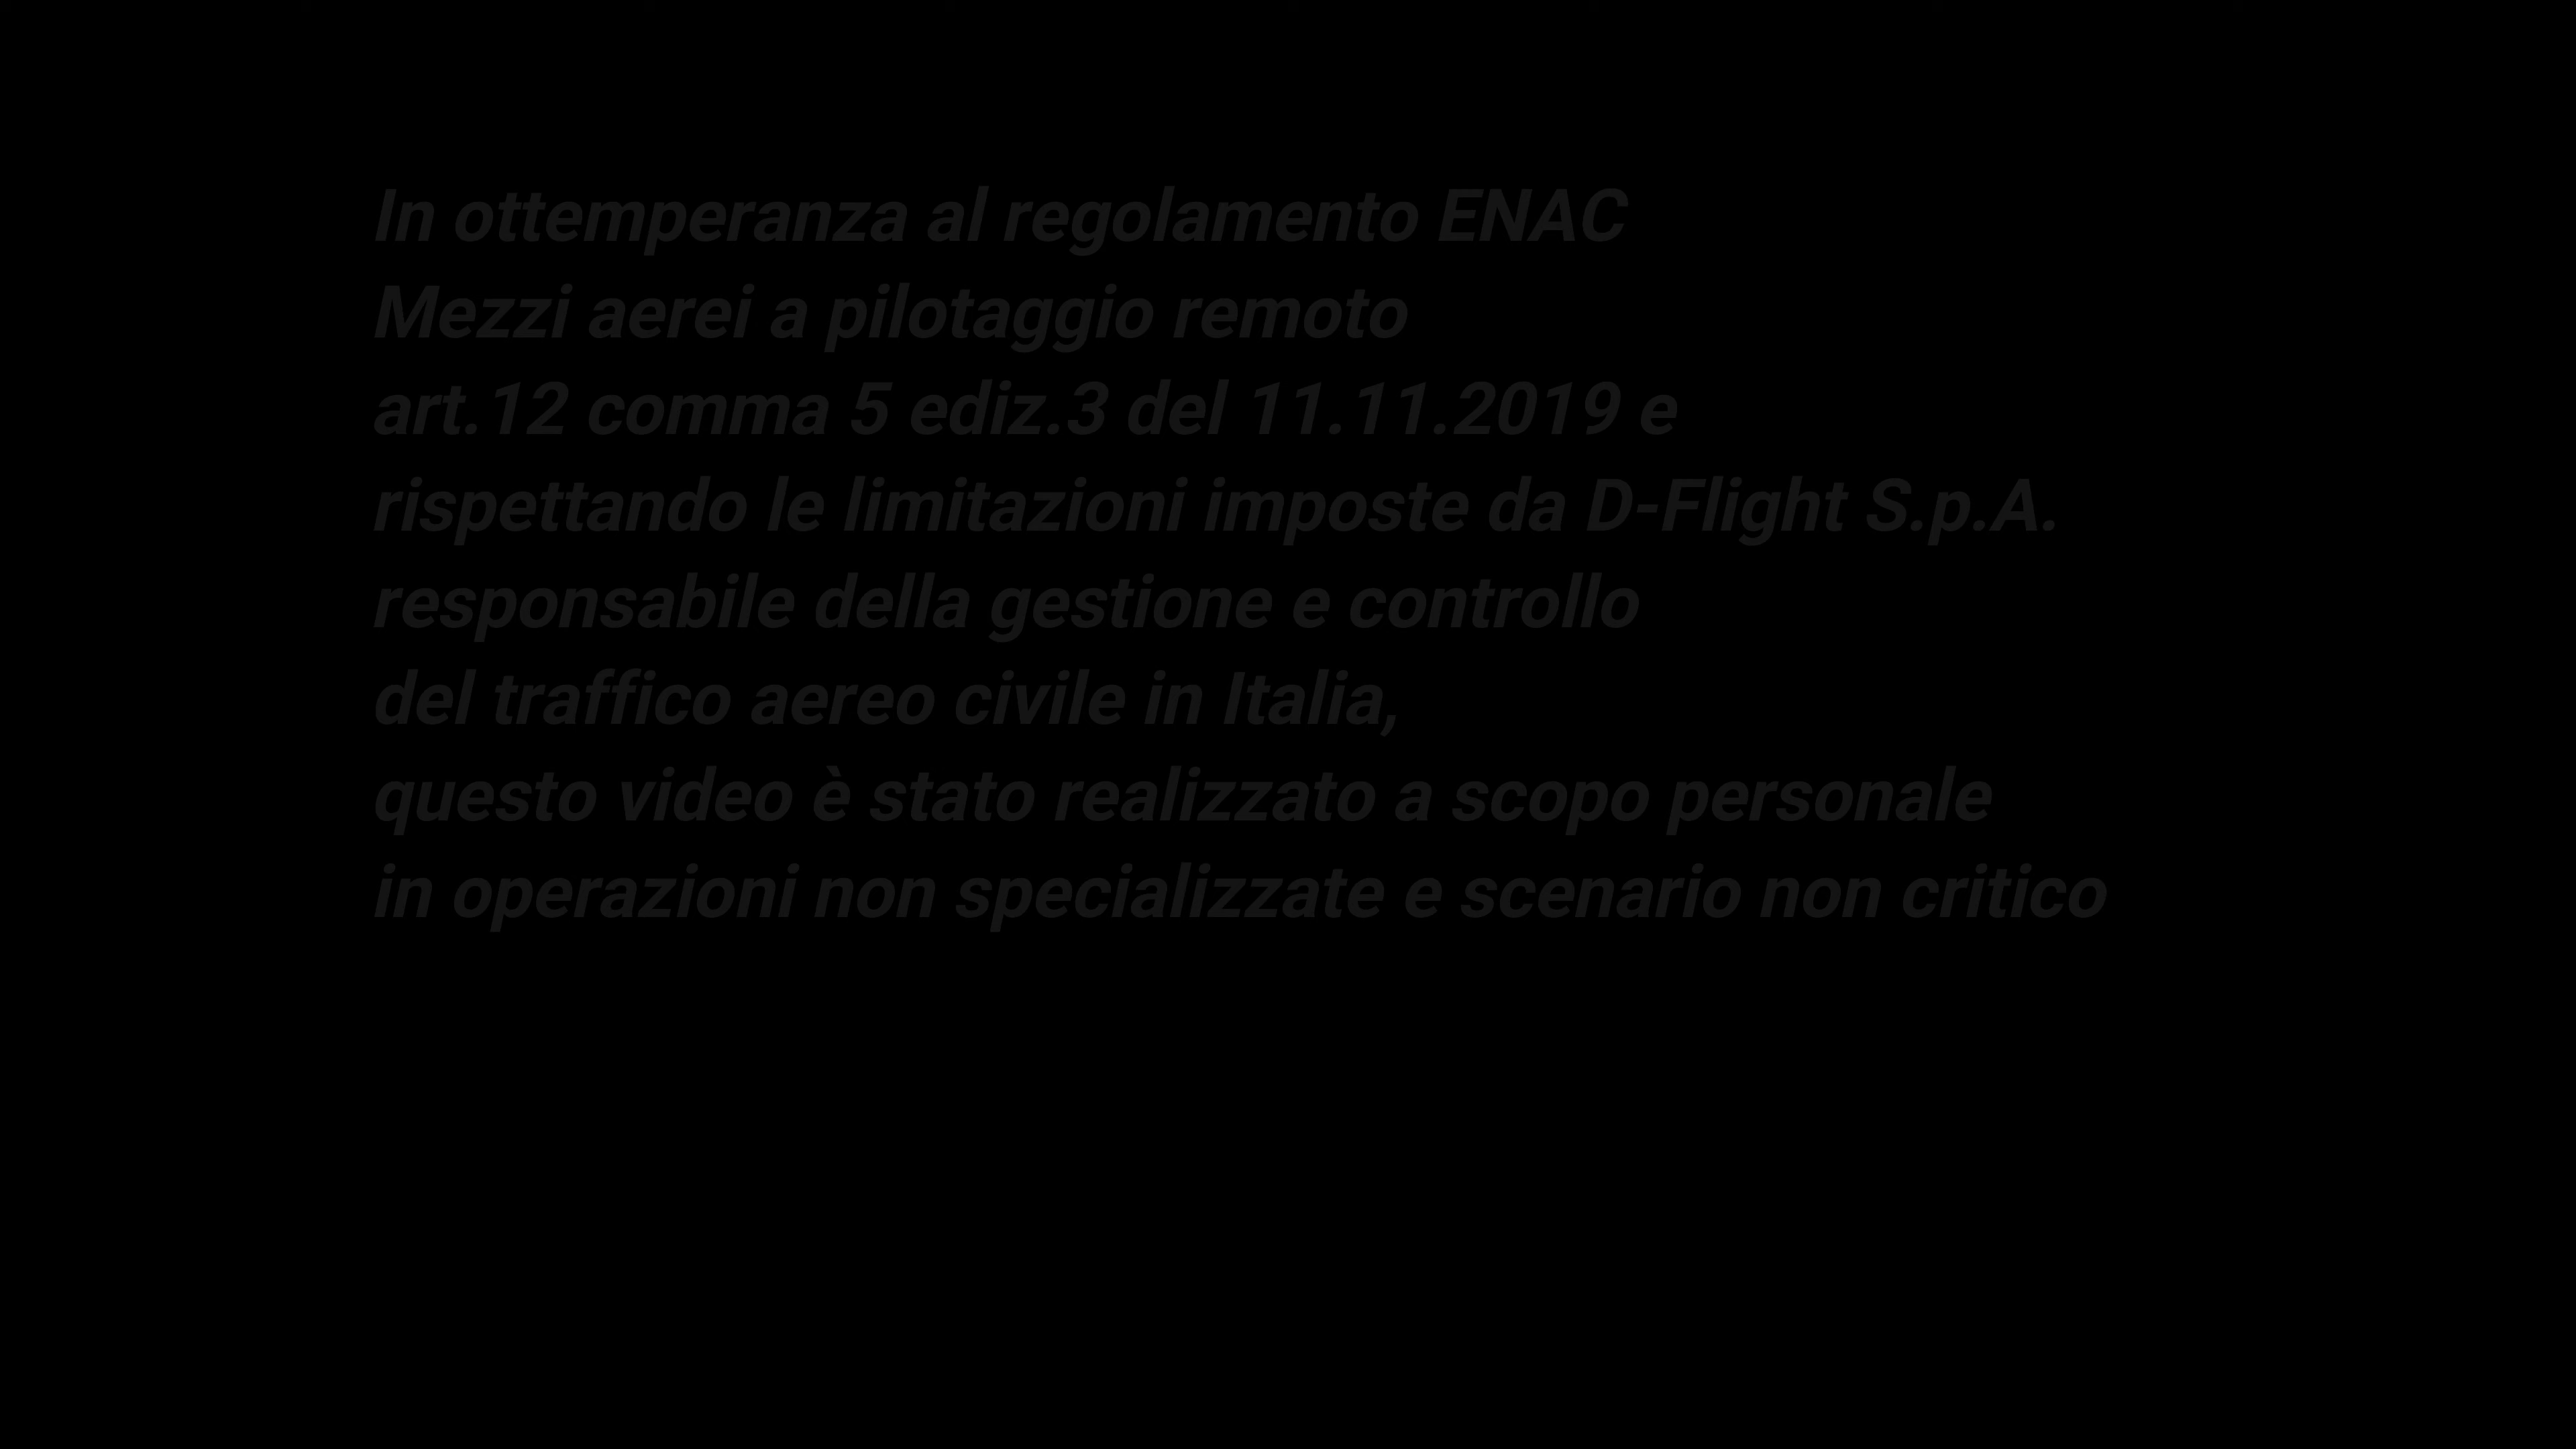 In ottemperanza al regolamento ENAC
Mezzi aerei a pilotaggio remoto
art.12 comma 5 ediz.3 del 11.11.2019 e
rispettando le limitazioni imposte da D-Flight S.p.A.
responsabile della gestione e controllo
del traffico aereo civile in Italia,
questo video è stato realizzato a scopo personale
in operazioni non specializzate e scenario non critico